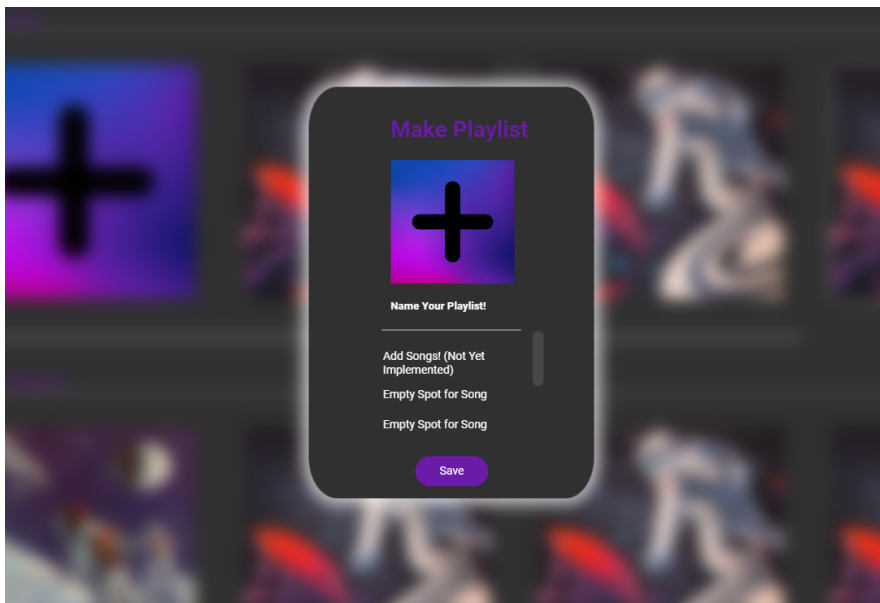 Make Playlist
Name Your Playlist!
Add Songs! (Not Yet
Implemented)
Empty Spot for Song
Empty Spot for Song
Save